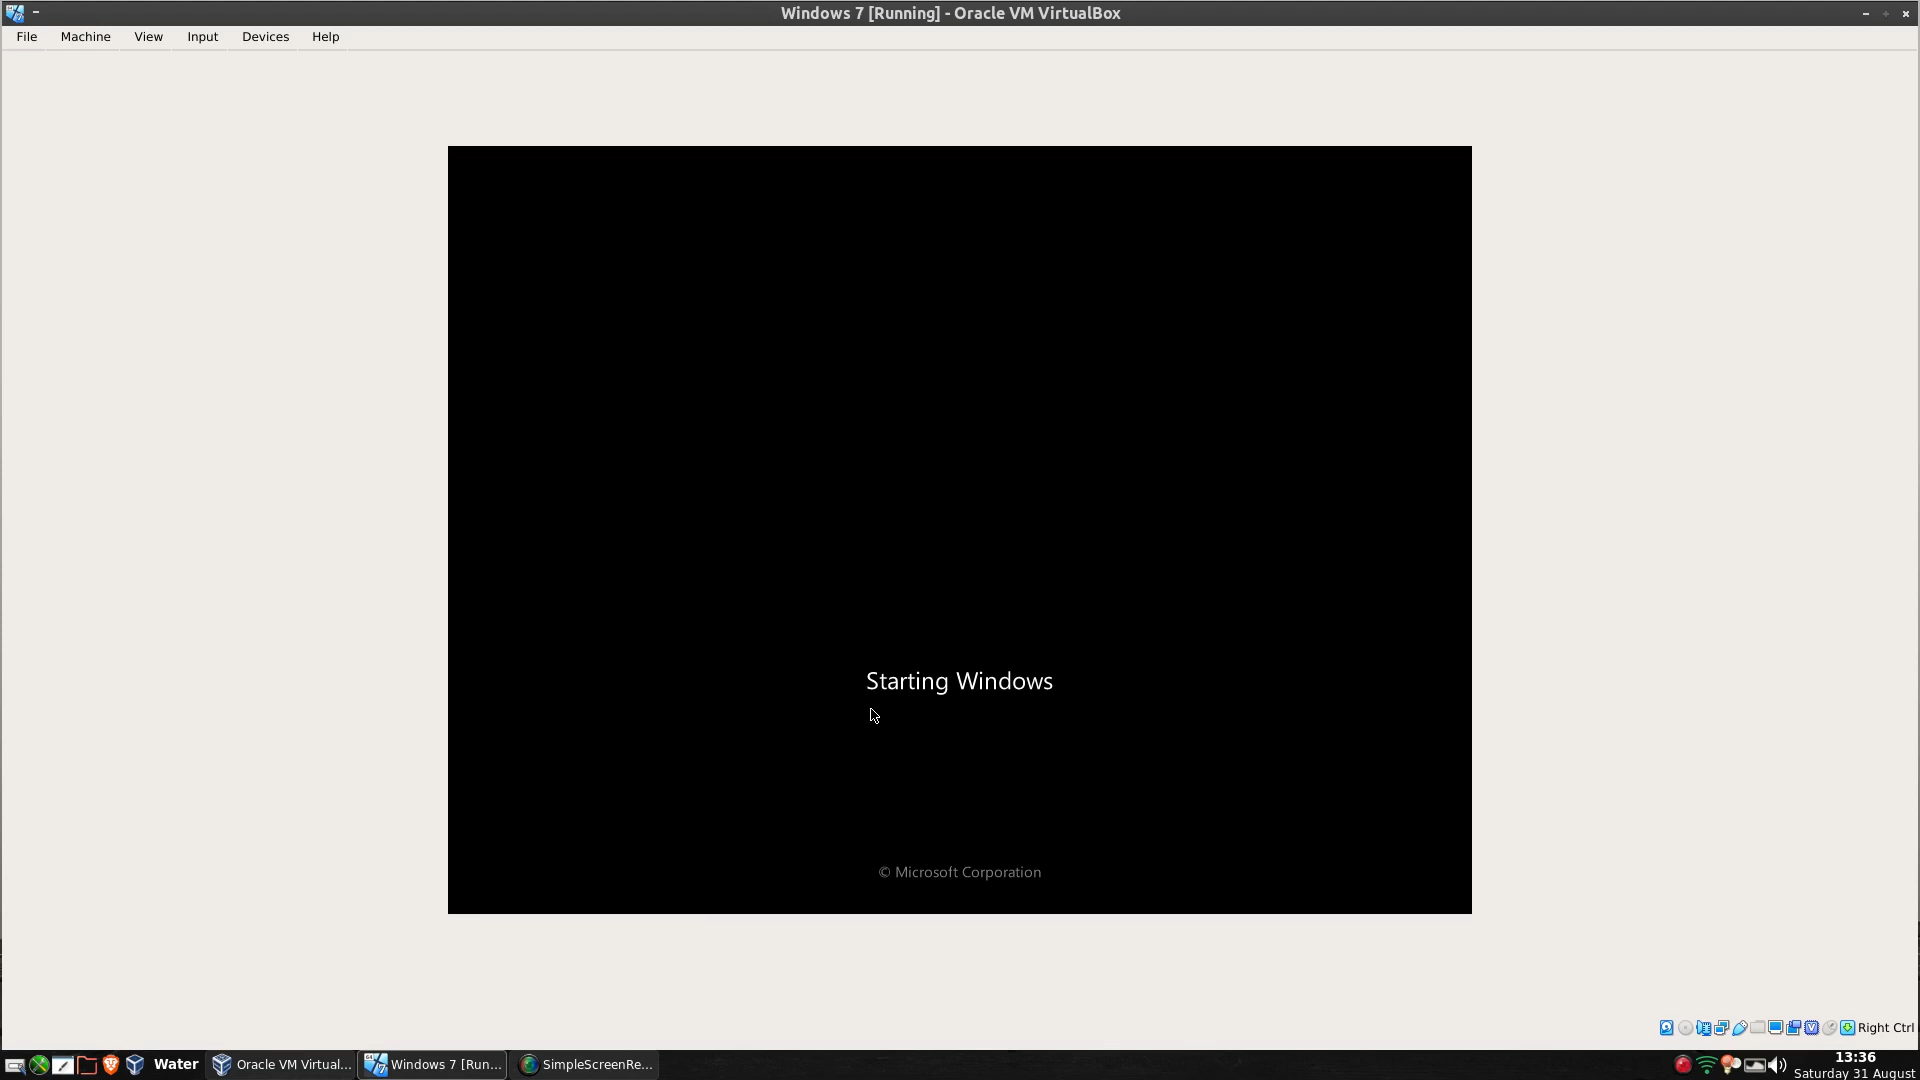 Windows 7 [Running] - Oracle VM VirtualBox
File Machine View Input Devices Help
Starting Windows
© Microsoft Corporation
Right Ctrl
Water Oracle VM Virtual... Windows 7 [Run... SimpleScreenRe... 13:36
Saturday 31 August